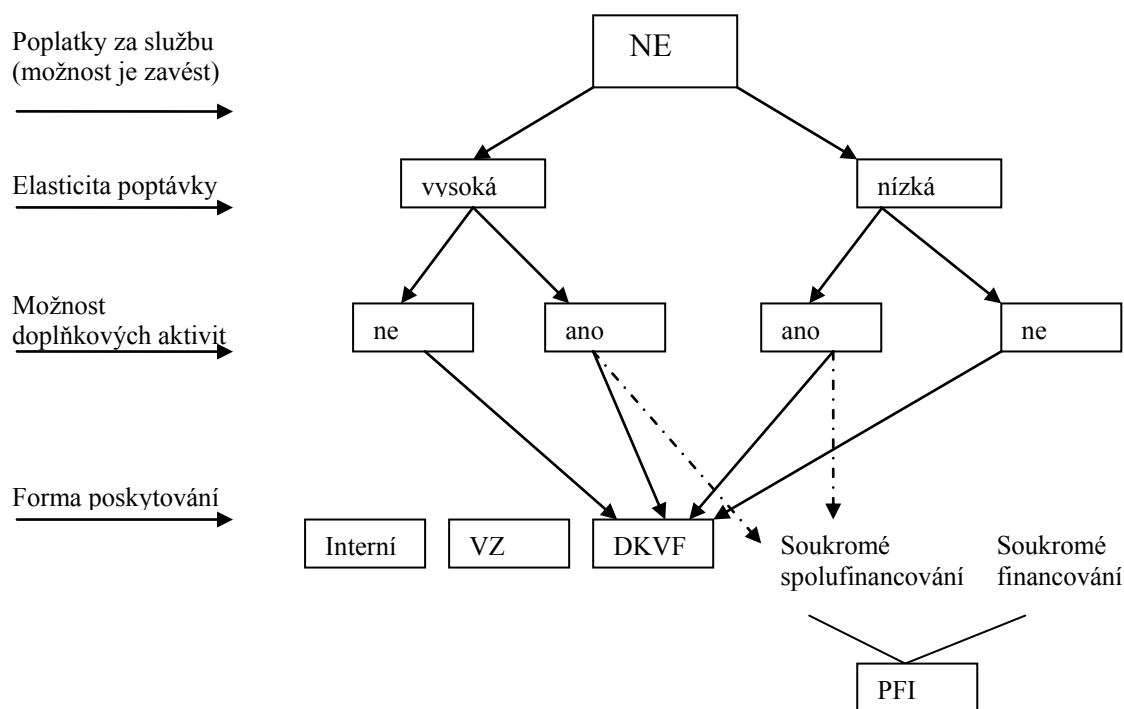 Poplatky za službu
(možnost je zavést)
NE
Elasticita poptávky
vysoká
nízká
Možnost
doplňkových aktivit
ne
ano
ano
ne
Forma poskytování
Interní
VZ
DKVF
Soukromé
spolufinancování
Soukromé
financování
PFI